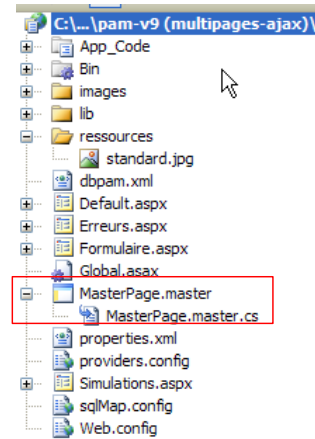 C:\...\pam-v9 (multipages-ajax)\
App_Code
Bin
images
lib
ressources
standard.jpg
dbpam.xml
Default.aspx
Erreurs.aspx
Formulaire.aspx
Global.asax
MasterPage.master
MasterPage.master.cs
properties.xml
providers.config
Simulations.aspx
sqlMap.config
Web.config